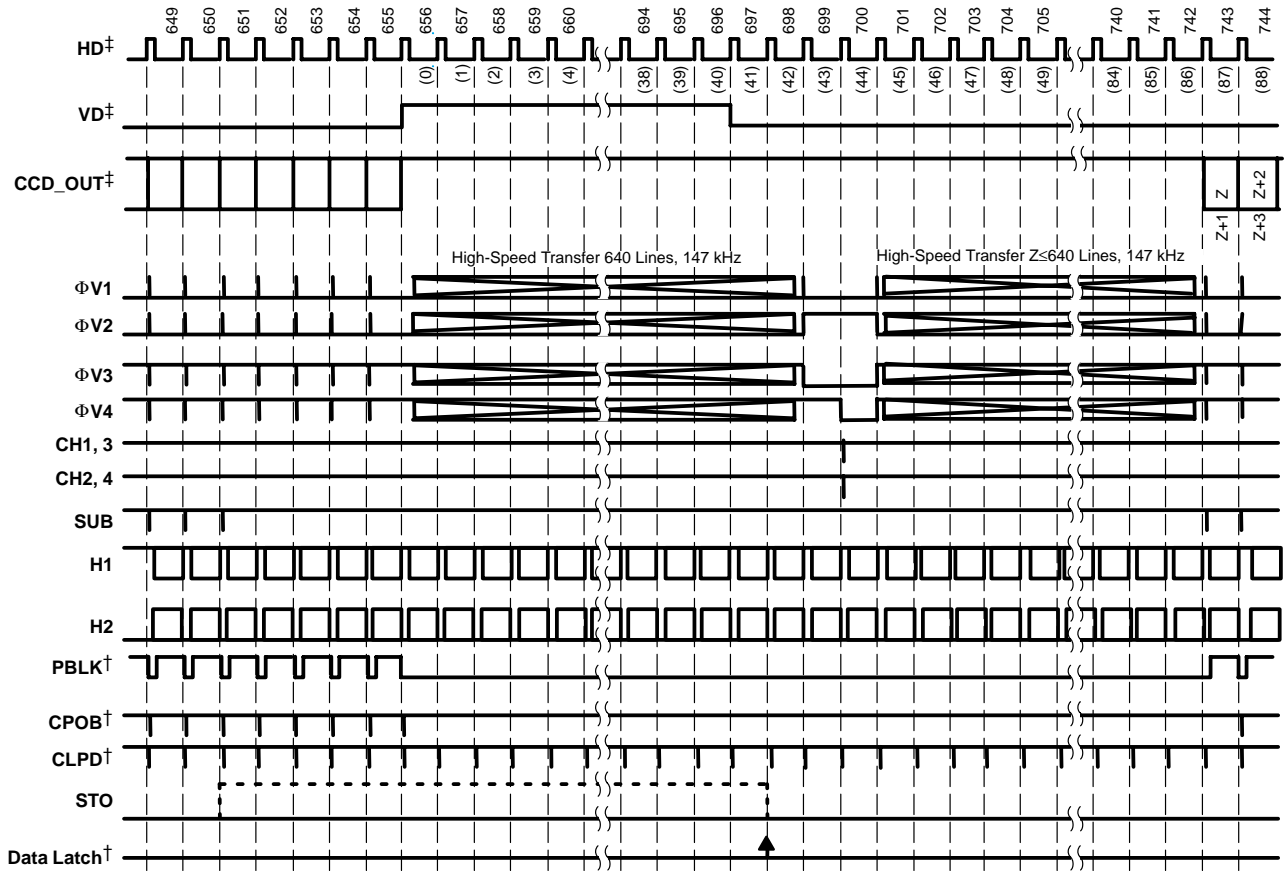 649 650 651 652 653 654 655 656 657 658 659 660 694 695 696 697 698 699 700 701 702 703 704 705 740 741 742 743 744
HD‡
(0) (1) (2) (3) (4) (38) (39) (40) (41) (42) (43) (44) (45) (46) (47) (48) (49) (84) (85) (86) (87) (88)
VD‡
CCD_OUT‡
Z Z+2
Z+1 Z+3
High-Speed Transfer 640 Lines, 147 kHz
High-Speed Transfer Z≤640 Lines, 147 kHz
ΦV1
ΦV2
ΦV3
ΦV4
CH1, 3
CH2, 4
SUB
H1
H2
PBLK†
CPOB†
CLPD†
STO
Data Latch†